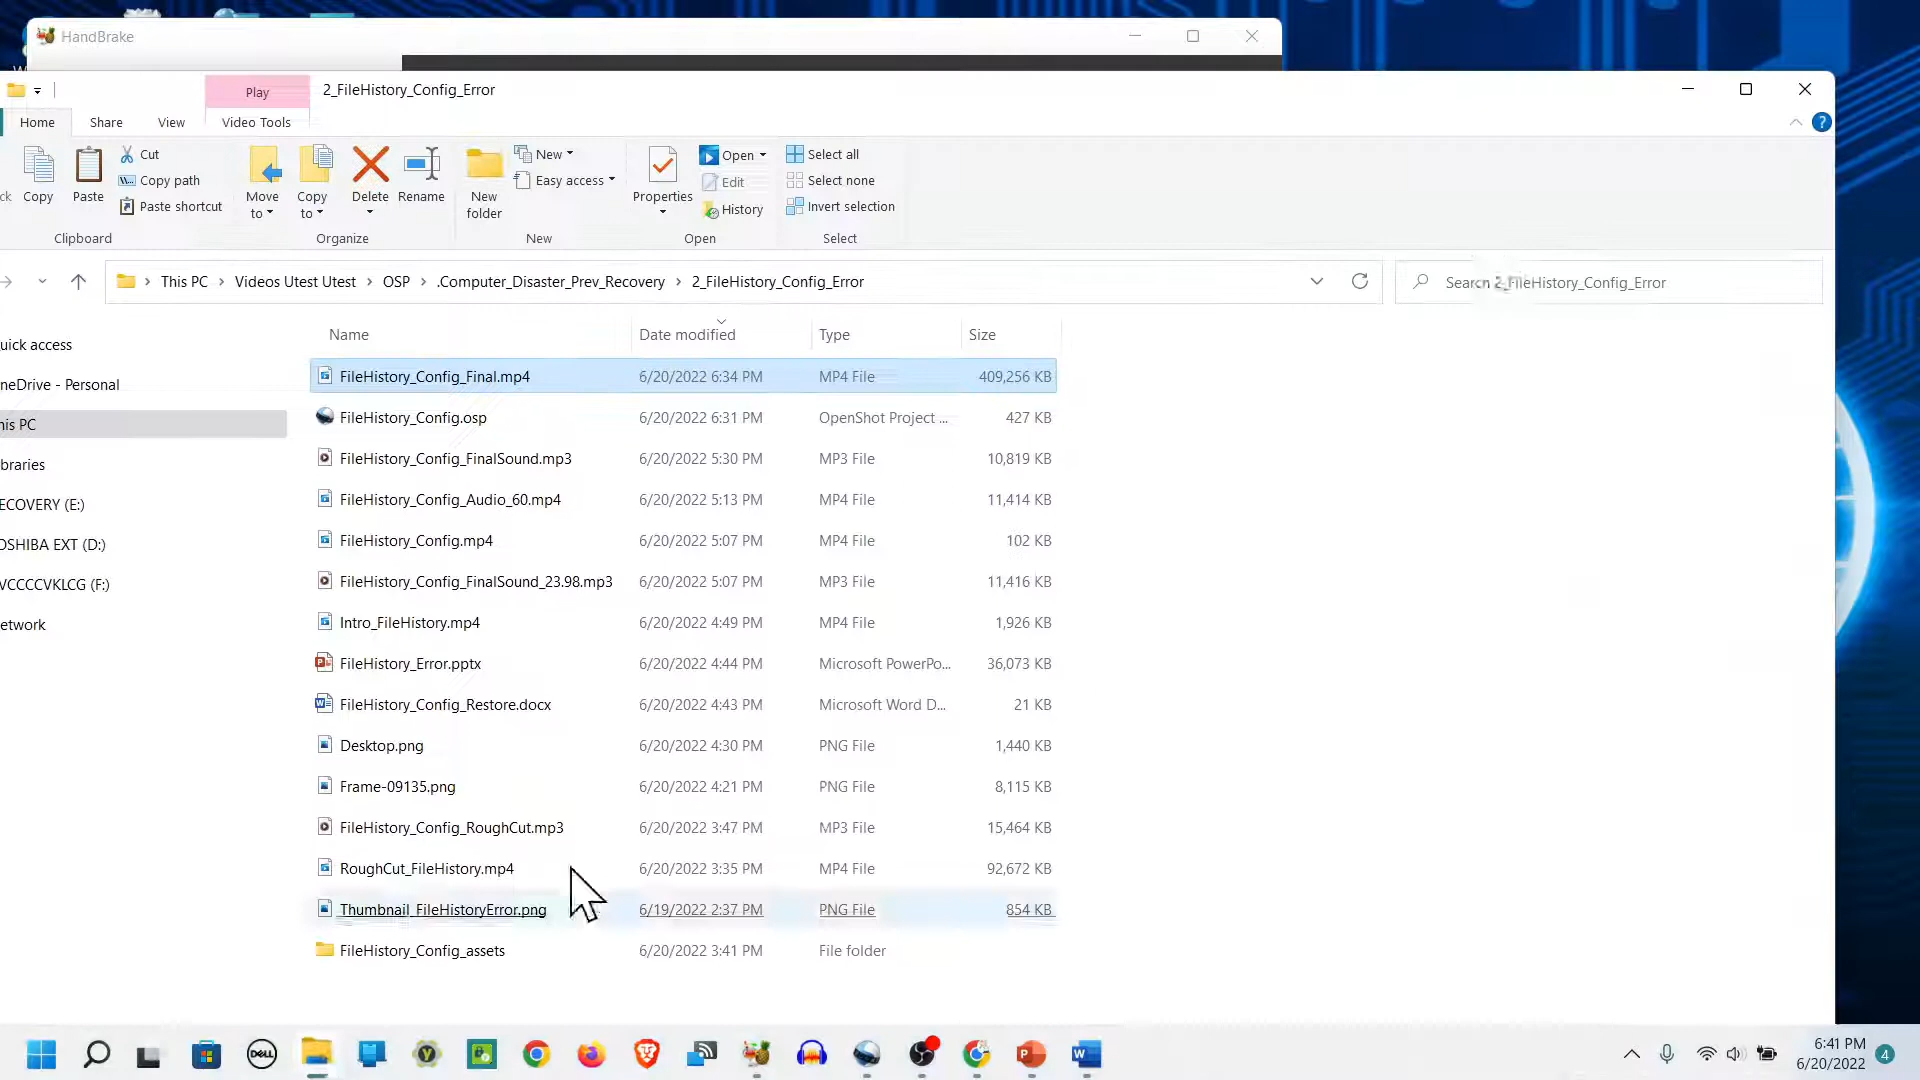 HandBrake
Play
2_FileHistory_Config_Error
Home
Share
View
Video Tools
ck
Copy
Paste
Cut
Copy path
Paste shortcut
Clipboard
Move to
Copy to
Delete
Rename
Organize
New folder
New
Easy access
New
Properties
Open
Edit
History
Open
Select all
Select none
Invert selection
Select
This PC
Videos Utest Utest
OSP
.Computer_Disaster_Prev_Recovery
2_FileHistory_Config_Error
Search 2_FileHistory_Config_Error
uick access
neDrive - Personal
his PC
braries
ECOVERY (E:)
OSHIBA EXT (D:)
VCCCCVKLCG (F:)
etwork
Name Date modified Type Size
FileHistory_Config_Final.mp4 6/20/2022 6:34 PM MP4 File 409,256 KB
FileHistory_Config.osp 6/20/2022 6:31 PM OpenShot Project ... 427 KB
FileHistory_Config_FinalSound.mp3 6/20/2022 5:30 PM MP3 File 10,819 KB
FileHistory_Config_Audio_60.mp4 6/20/2022 5:13 PM MP4 File 11,414 KB
FileHistory_Config.mp4 6/20/2022 5:07 PM MP4 File 102 KB
FileHistory_Config_FinalSound_23.98.mp3 6/20/2022 5:07 PM MP3 File 11,416 KB
Intro_FileHistory.mp4 6/20/2022 4:49 PM MP4 File 1,926 KB
FileHistory_Error.pptx 6/20/2022 4:44 PM Microsoft PowerPo... 36,073 KB
FileHistory_Config_Restore.docx 6/20/2022 4:43 PM Microsoft Word D... 21 KB
Desktop.png 6/20/2022 4:30 PM PNG File 1,440 KB
Frame-09135.png 6/20/2022 4:21 PM PNG File 8,115 KB
FileHistory_Config_RoughCut.mp3 6/20/2022 3:47 PM MP3 File 15,464 KB
RoughCut_FileHistory.mp4 6/20/2022 3:35 PM MP4 File 92,672 KB
Thumbnail_FileHistoryError.png 6/19/2022 2:37 PM PNG File 854 KB
FileHistory_Config_assets 6/20/2022 3:41 PM File folder
DELL
6:41 PM
6/20/2022
4